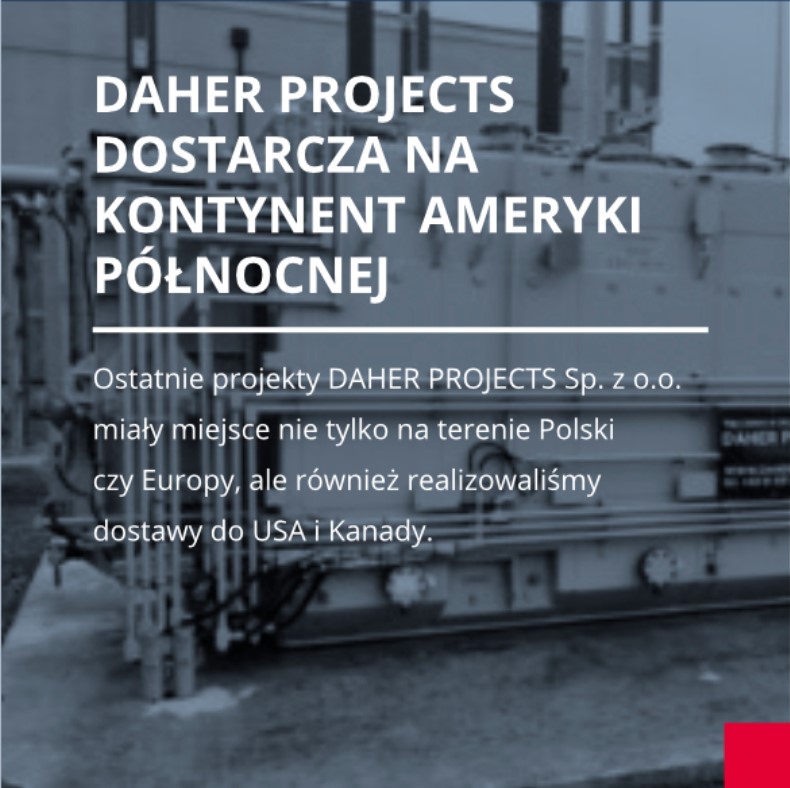 DAHER PROJECTS
DOSTARCZA NA
KONTYNENT AMERYKI
PÓŁNOCNEJ
Ostatnie projekty DAHER PROJECTS Sp. z o.o.
miały miejsce nie tylko na terenie Polski
czy Europy, ale również realizowaliśmy
dostawy do USA i Kanady.
DAHER P